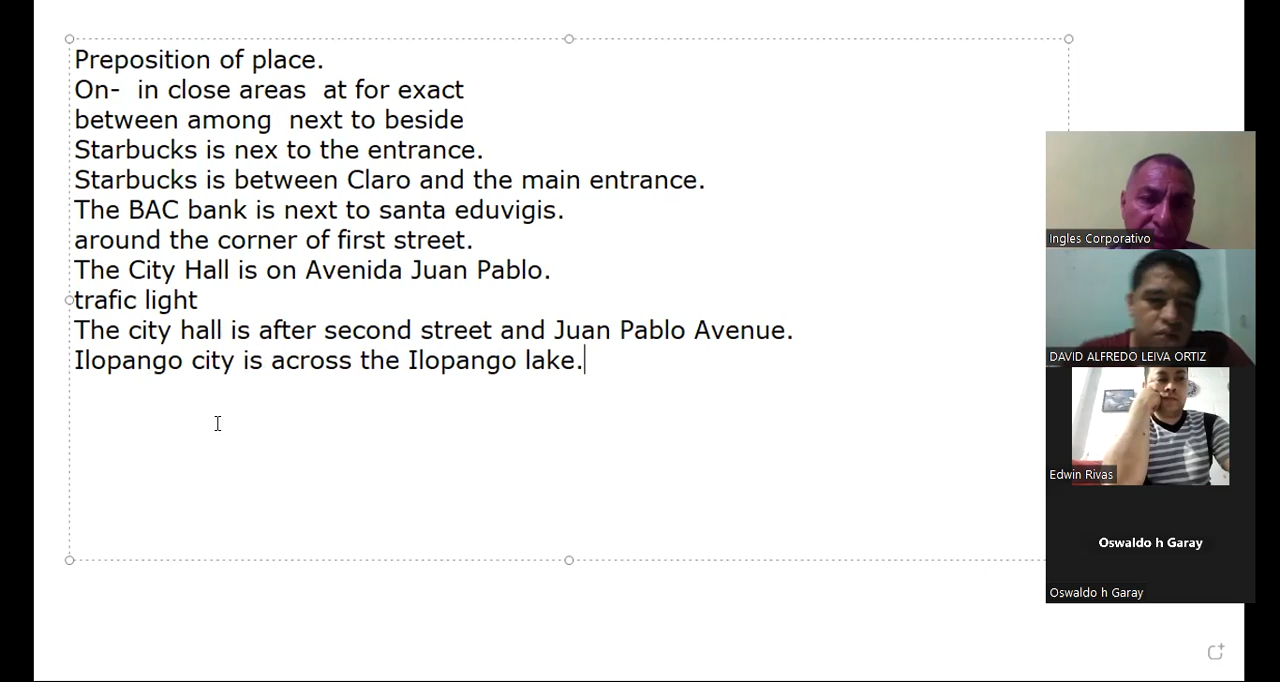 Preposition of place.
On-  in close areas  at for exact
between among  next to beside
Starbucks is nex to the entrance.
Starbucks is between Claro and the main entrance.
The BAC bank is next to santa eduvigis.
around the corner of first street.
The City Hall is on Avenida Juan Pablo.
trafic light
The city hall is after second street and Juan Pablo Avenue.
Ilopango city is across the Ilopango lake.
Ingles Corporativo
DAVID ALFREDO LEIVA ORTIZ
Edwin Rivas
Oswaldo h Garay
Oswaldo h Garay